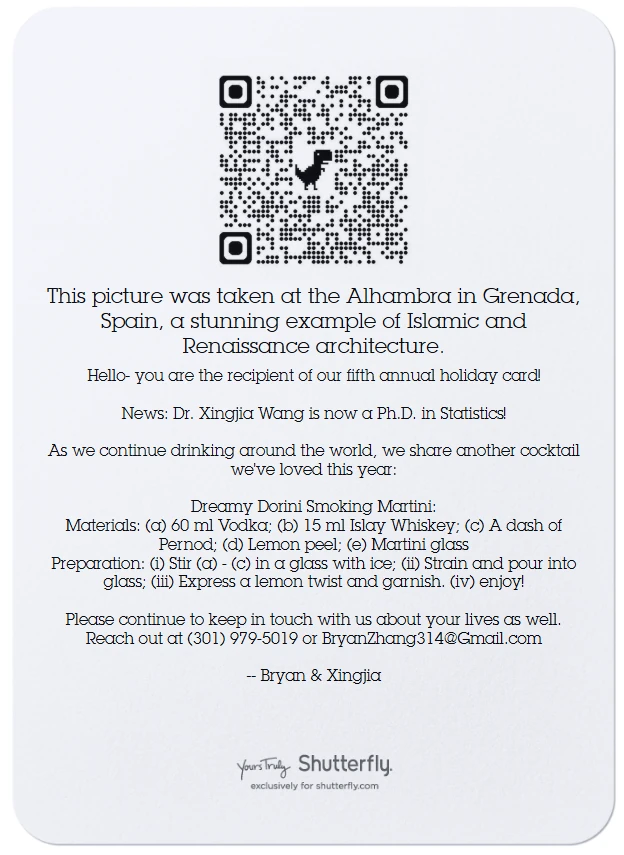 This picture was taken at the Alhambra in Grenada,
Spain, a stunning example of Islamic and
Renaissance architecture.
Hello- you are the recipient of our fifth annual holiday card!
News: Dr. Xingjia Wang is now a Ph.D. in Statistics!
As we continue drinking around the world, we share another cocktail
we've loved this year:
Dreamy Dorini Smoking Martini:
Materials: (a) 60 ml Vodka; (b) 15 ml Islay Whiskey; (c) A dash of
Pernod; (d) Lemon peel; (e) Martini glass
Preparation: (i) Stir (a) - (c) in a glass with ice; (ii) Strain and pour into
glass; (iii) Express a lemon twist and garnish. (iv) enjoy!
Please continue to keep in touch with us about your lives as well.
Reach out at (301) 979-5019 or BryanZhang314@Gmail.com
-- Bryan & Xingjia
Yours Truly Shutterfly.
exclusively for shutterfly.com